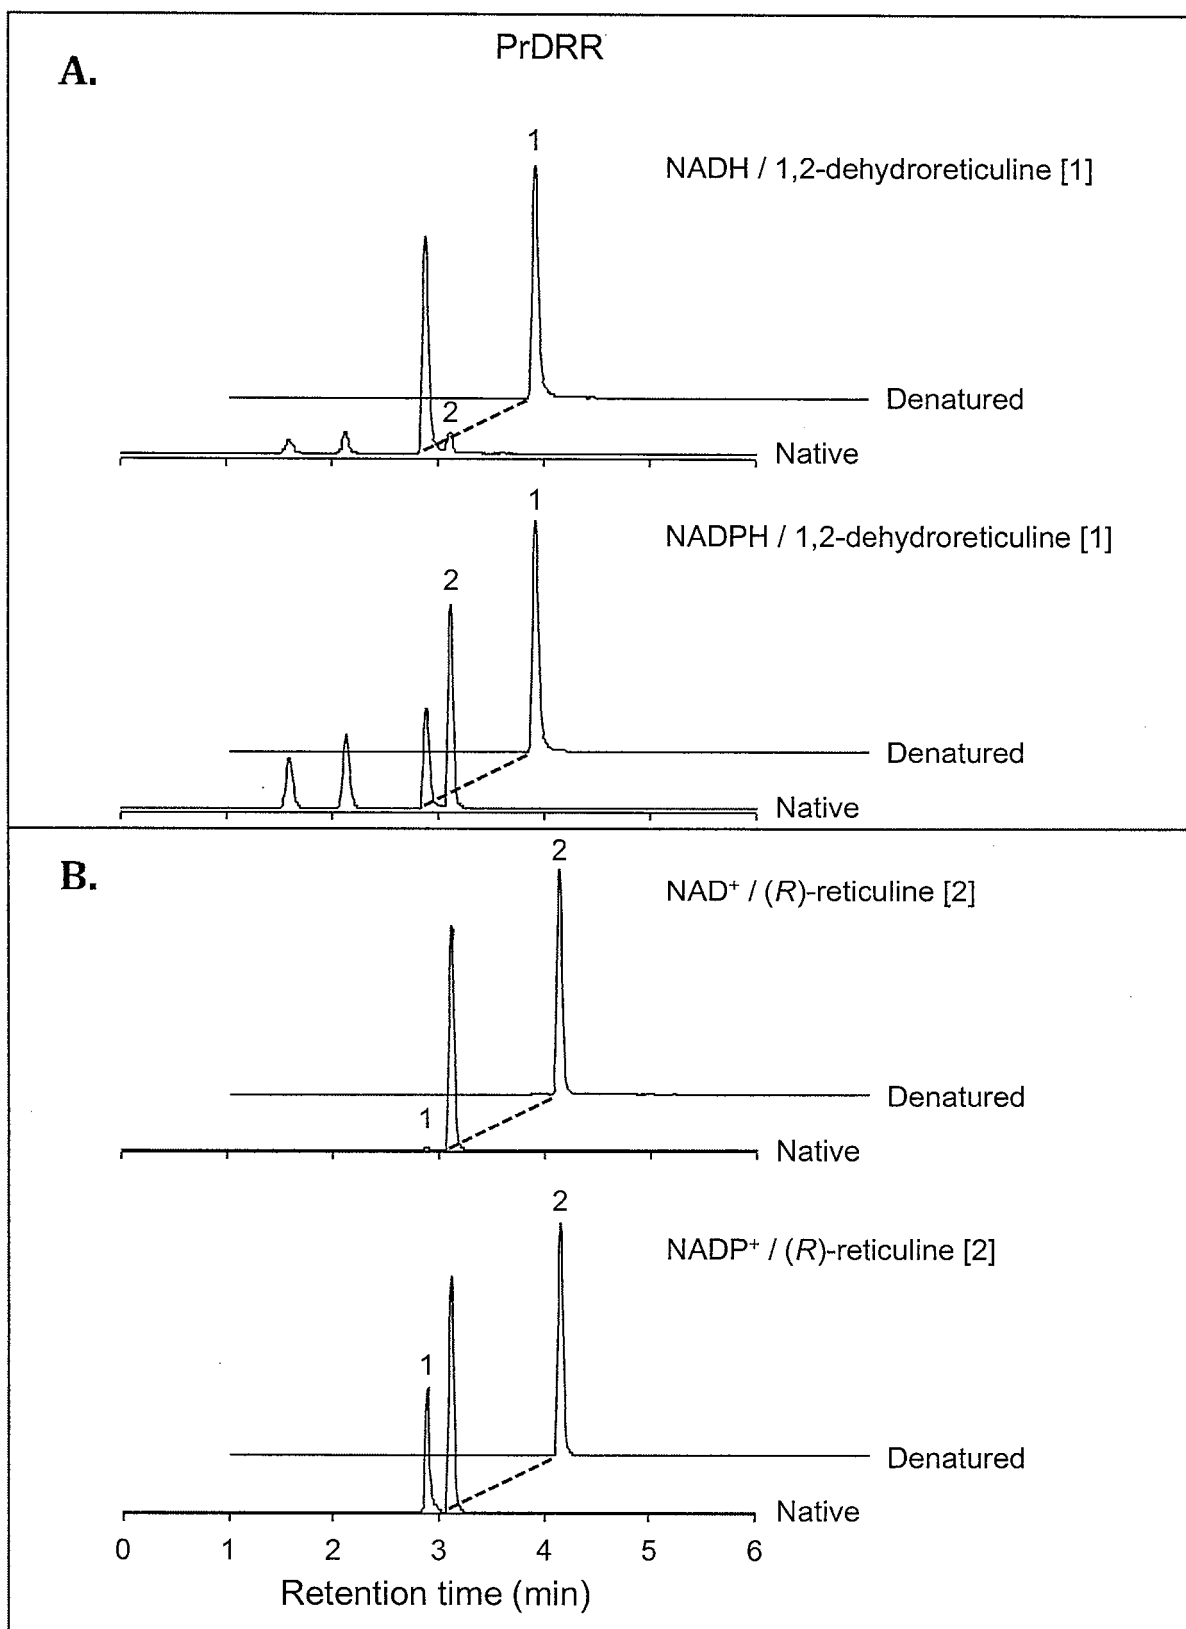 PrDRR
A.
1
NADH / 1,2-dehydroreticuline [1]
2
Denatured
Native
1
NADPH / 1,2-dehydroreticuline [1]
2
Denatured
Native
B.
2
NAD⁺ / (R)-reticuline [2]
Denatured
1
Native
2
NADP⁺ / (R)-reticuline [2]
1
Denatured
Native
0 1 2 3 4 5 6
Retention time (min)